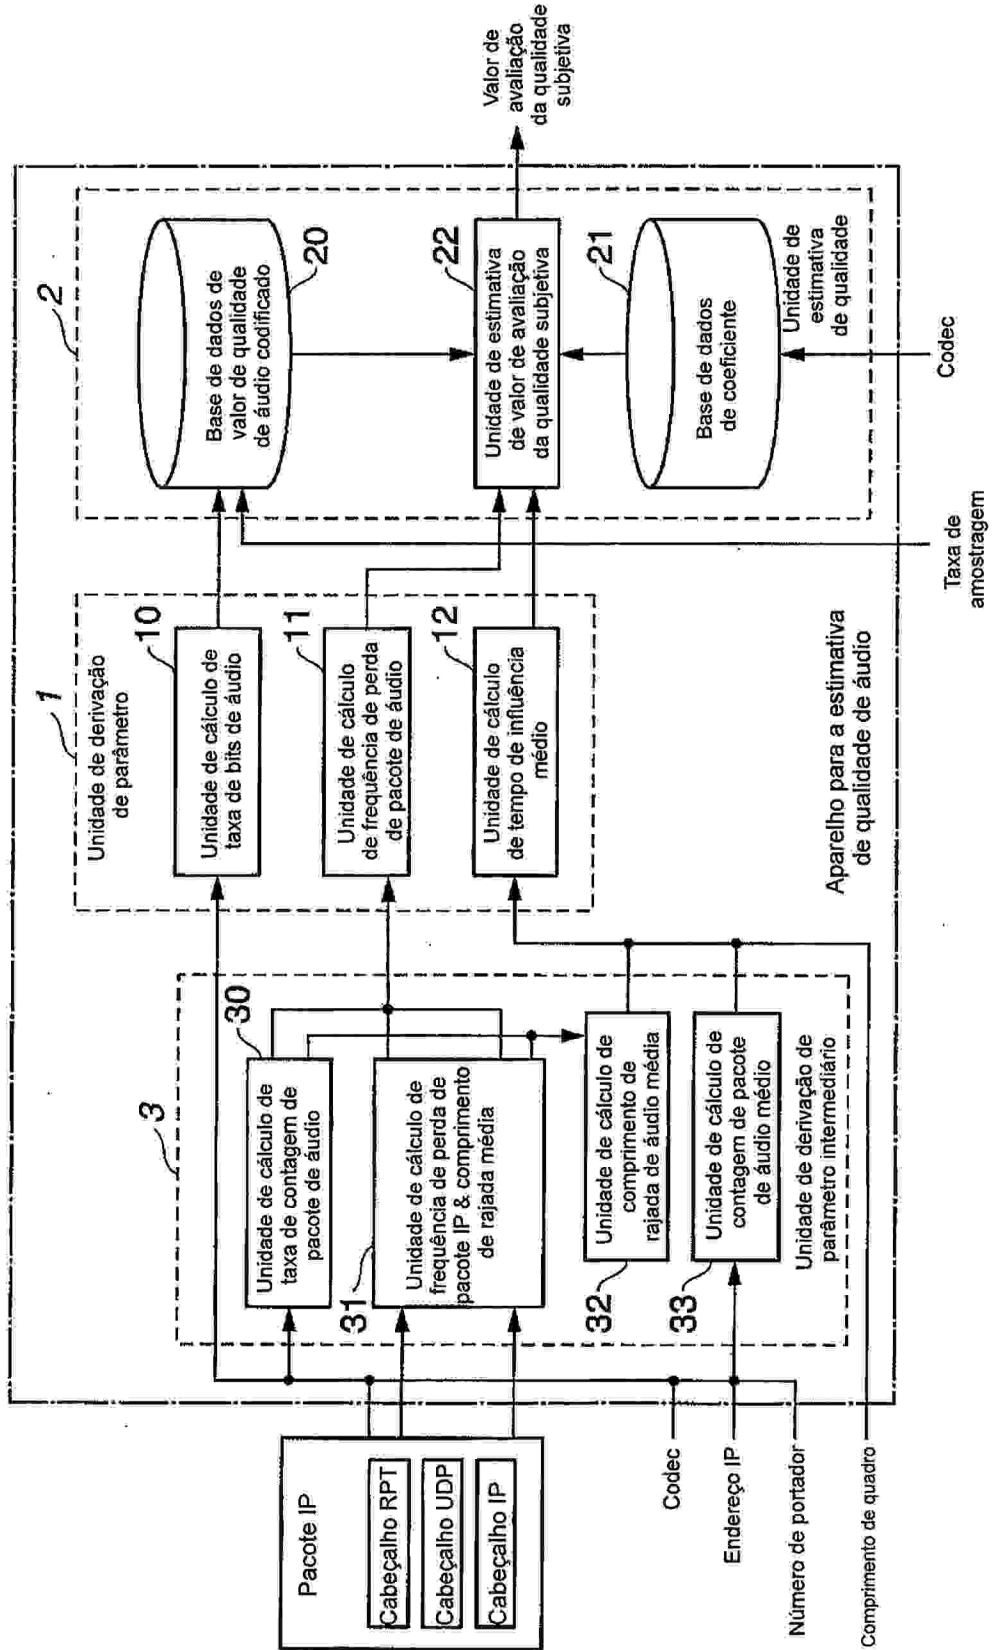 Pacote IP
Cabeçalho RPT
Cabeçalho UDP
Cabeçalho IP
Codec
Endereço IP
Número de portador
Comprimento de quadro
3
30
Unidade de cálculo de
taxa de contagem de
pacote de áudio
31
Unidade de cálculo de
frequência de perda de
pacote IP & comprimento
de rajada média
32
Unidade de cálculo de
comprimento de
rajada de áudio média
33
Unidade de cálculo de
contagem de pacote
de áudio médio
Unidade de derivação de
parâmetro intermediário
1
Unidade de derivação
de parâmetro
10
Unidade de cálculo de
taxa de bits de áudio
11
Unidade de cálculo
de frequência de perda
de pacote de áudio
12
Unidade de cálculo
de tempo de influência
médio
Aparelho para a estimativa
de qualidade de áudio
Taxa de
amostragem
2
Base de dados de
valor de qualidade
de áudio codificado
20
22
Unidade de estimativa
de valor de avaliação
da qualidade subjetiva
21
Base de dados
de coeficiente
Unidade de
estimativa
de qualidade
Codec
Valor de
avaliação
da qualidade
subjetiva